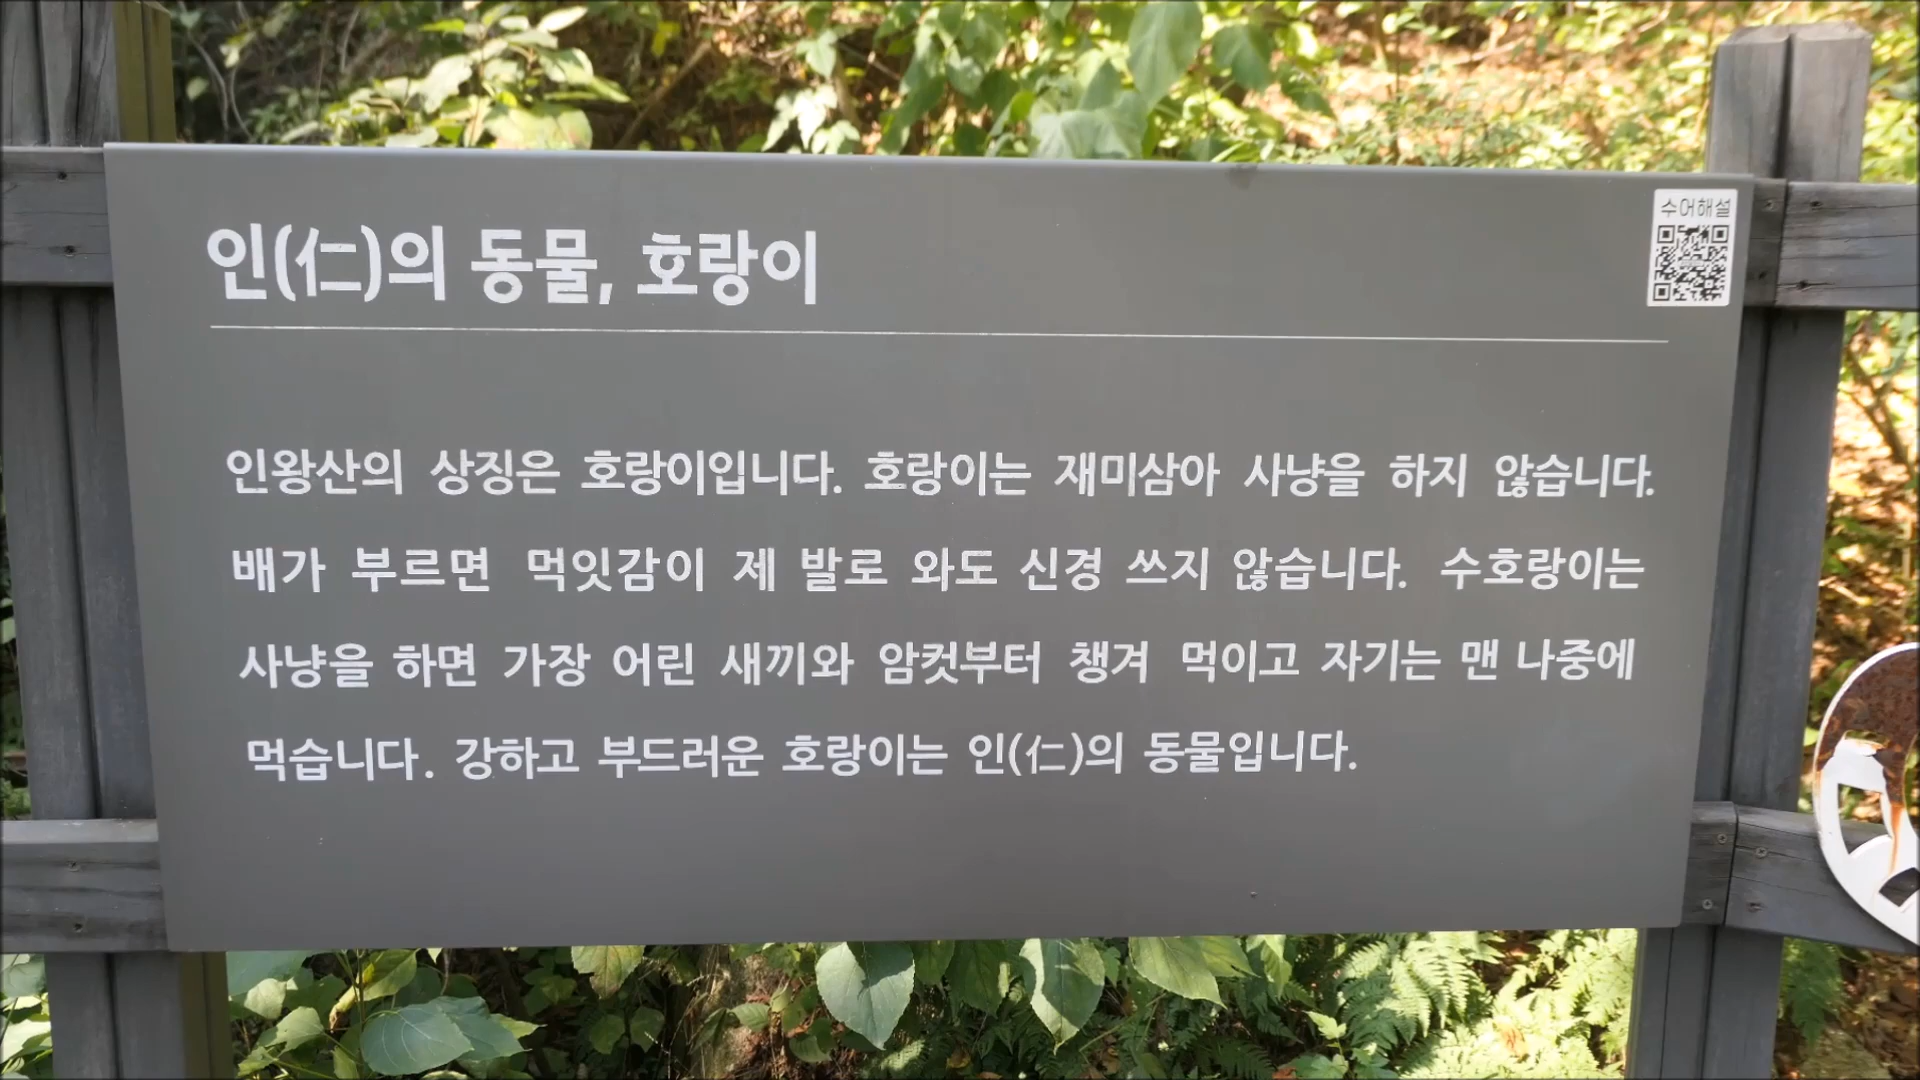 인(仁)의 동물, 호랑이
수어해설
인왕산의 상징은 호랑이입니다. 호랑이는 재미삼아 사냥을 하지 않습니다.
배가 부르면 먹잇감이 제 발로 와도 신경 쓰지 않습니다. 수호랑이는
사냥을 하면 가장 어린 새끼와 암컷부터 챙겨 먹이고 자기는 맨 나중에
먹습니다. 강하고 부드러운 호랑이는 인(仁)의 동물입니다.